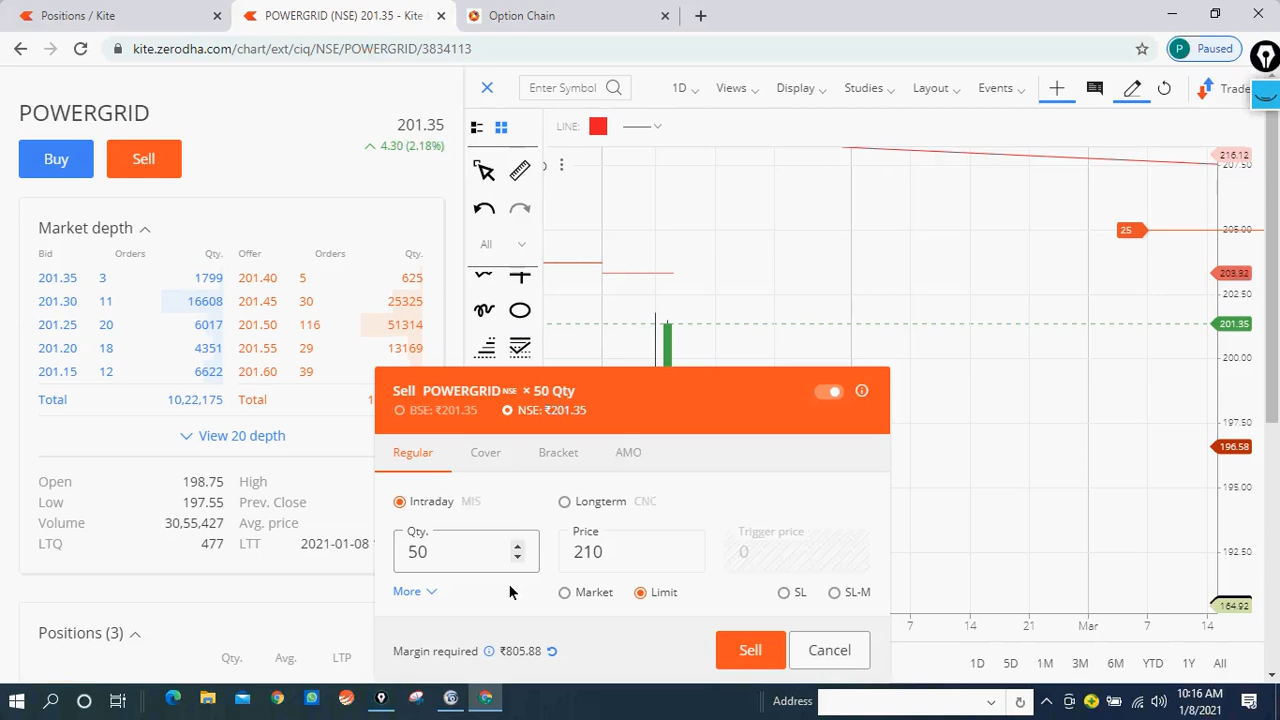 Positions / Kite
POWERGRID (NSE) 201.35 - Kite
Option Chain
kite.zerodha.com/chart/ext/ciq/NSE/POWERGRID/3834113
P Paused
POWERGRID
201.35
4.30 (2.18%)
Buy Sell
Market depth
Bid Orders Qty. Offer Orders Qty.
201.35 3 1799 201.40 5 625
201.30 11 16608 201.45 30 25325
201.25 20 6017 201.50 116 51314
201.20 18 4351 201.55 29 13169
201.15 12 6622 201.60 39
Total 10,22,175 Total 1
View 20 depth
Open 198.75 High
Low 197.55 Prev. Close
Volume 30,55,427 Avg. price
LTQ 477 LTT 2021-01-08
Positions (3)
Qty. Avg. LTP
Enter Symbol
1D Views Display Studies Layout Events Trade
LINE:
All
216.12
207.50
25
205.00
203.32
202.50
201.35
200.00
197.50
196.58
195.00
192.50
164.92
7 14 21 Mar 7 14
1D 5D 1M 3M 6M YTD 1Y All
Sell POWERGRID NSE × 50 Qty
BSE: ₹201.35 NSE: ₹201.35
Regular Cover Bracket AMO
Intraday MIS Longterm CNC
Qty. Price Trigger price
50 210 0
More Market Limit SL SL-M
Margin required ₹805.88
Sell Cancel
Address
10:16 AM
1/8/2021